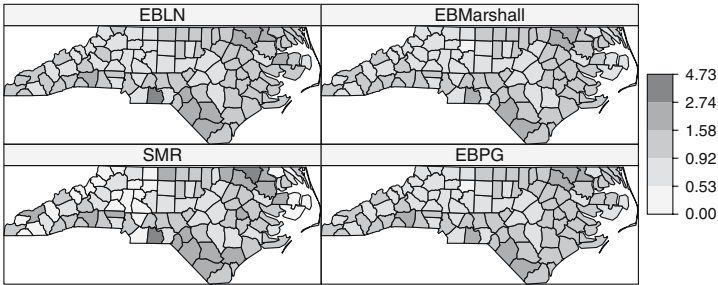 EBLN
EBMarshall
SMR
EBPG
4.73
2.74
1.58
0.92
0.53
0.00